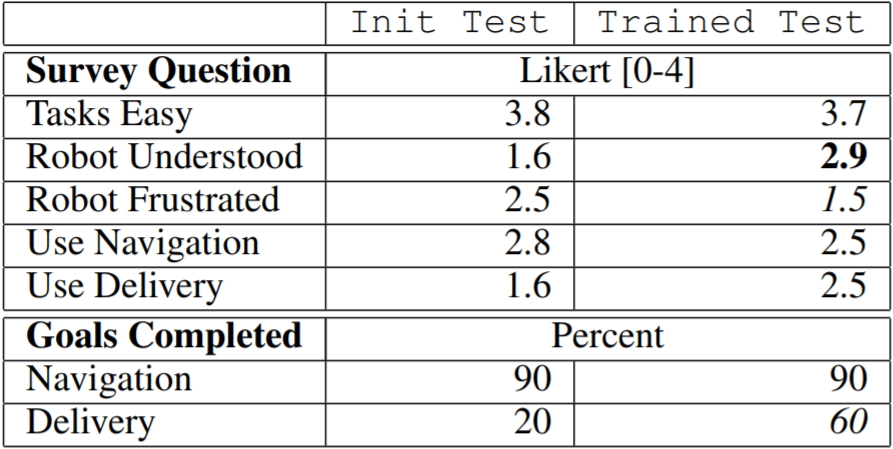 Init Test Trained Test
Survey Question Likert [0-4]
Tasks Easy 3.8 3.7
Robot Understood 1.6 2.9
Robot Frustrated 2.5 1.5
Use Navigation 2.8 2.5
Use Delivery 1.6 2.5
Goals Completed Percent
Navigation 90 90
Delivery 20 60